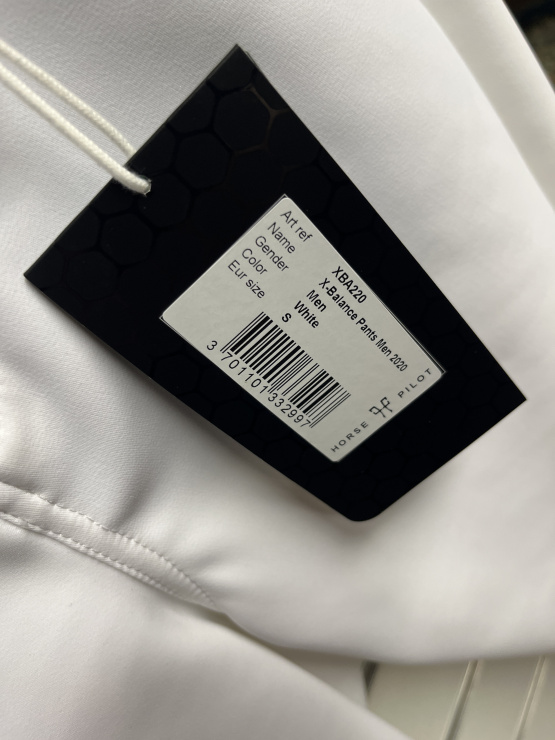 Art ref XBA220
Name X-Balance Pants Men 2020
Gender Men
Color White
Eur size S
3 701101 332997
HORSE PILOT